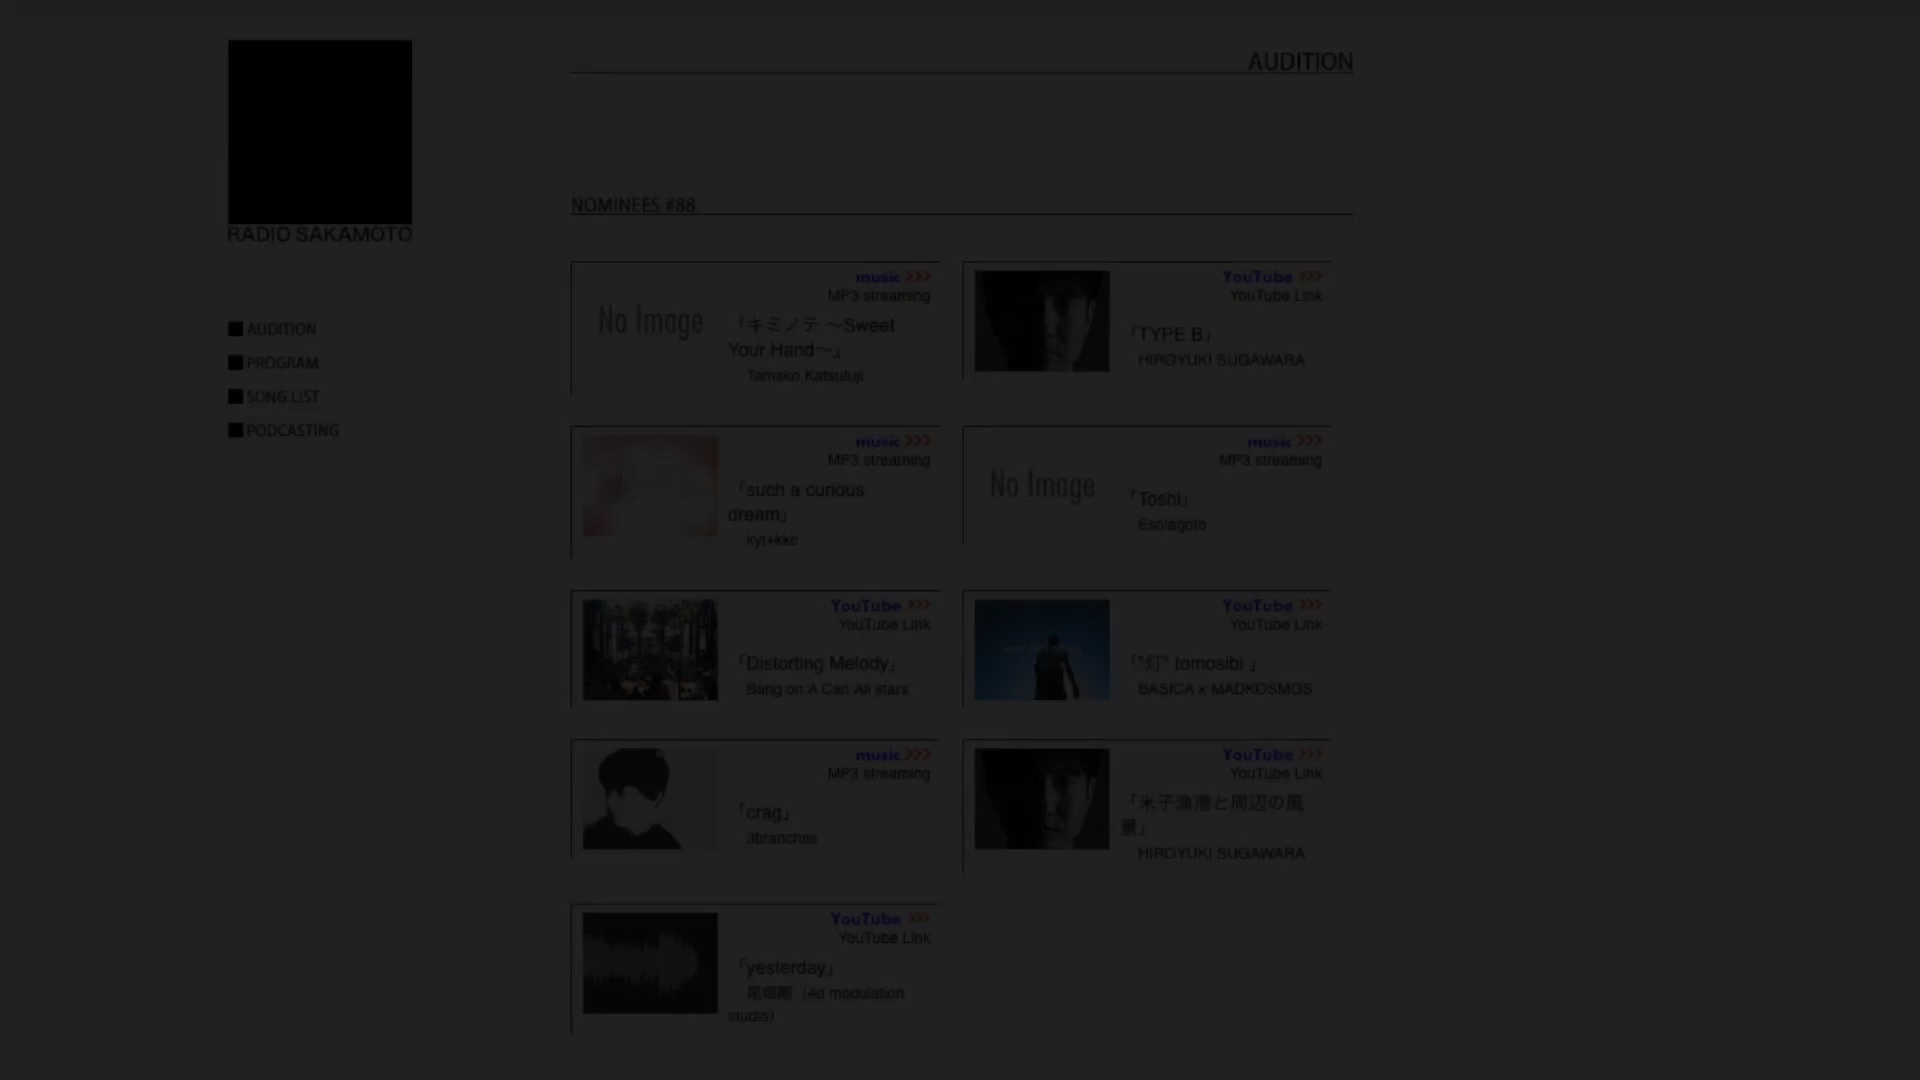 AUDITION
RADIO SAKAMOTO
AUDITION
PROGRAM
SONG LIST
PODCASTING
NOMINEES #88
music >>>
MP3 streaming
No Image
「キミノテ ~Sweet
Your Hand~」
Tamako Katsufuji
YouTube >>>
YouTube Link
「TYPE B」
HIROYUKI SUGAWARA
music >>>
MP3 streaming
「such a curious
dream」
kyt+kkc
music >>>
MP3 streaming
No Image
「Toshi」
Esolagoto
YouTube >>>
YouTube Link
「Distorting Melody」
Bang on A Can All stars
YouTube >>>
YouTube Link
「"灯" tomosibi 」
BASICA × MADKOSMOS
music >>>
MP3 streaming
「crag」
3branches
YouTube >>>
YouTube Link
「米子漁港と周辺の風
景」
HIROYUKI SUGAWARA
YouTube >>>
YouTube Link
「yesterday」
(4d modulation
studio)